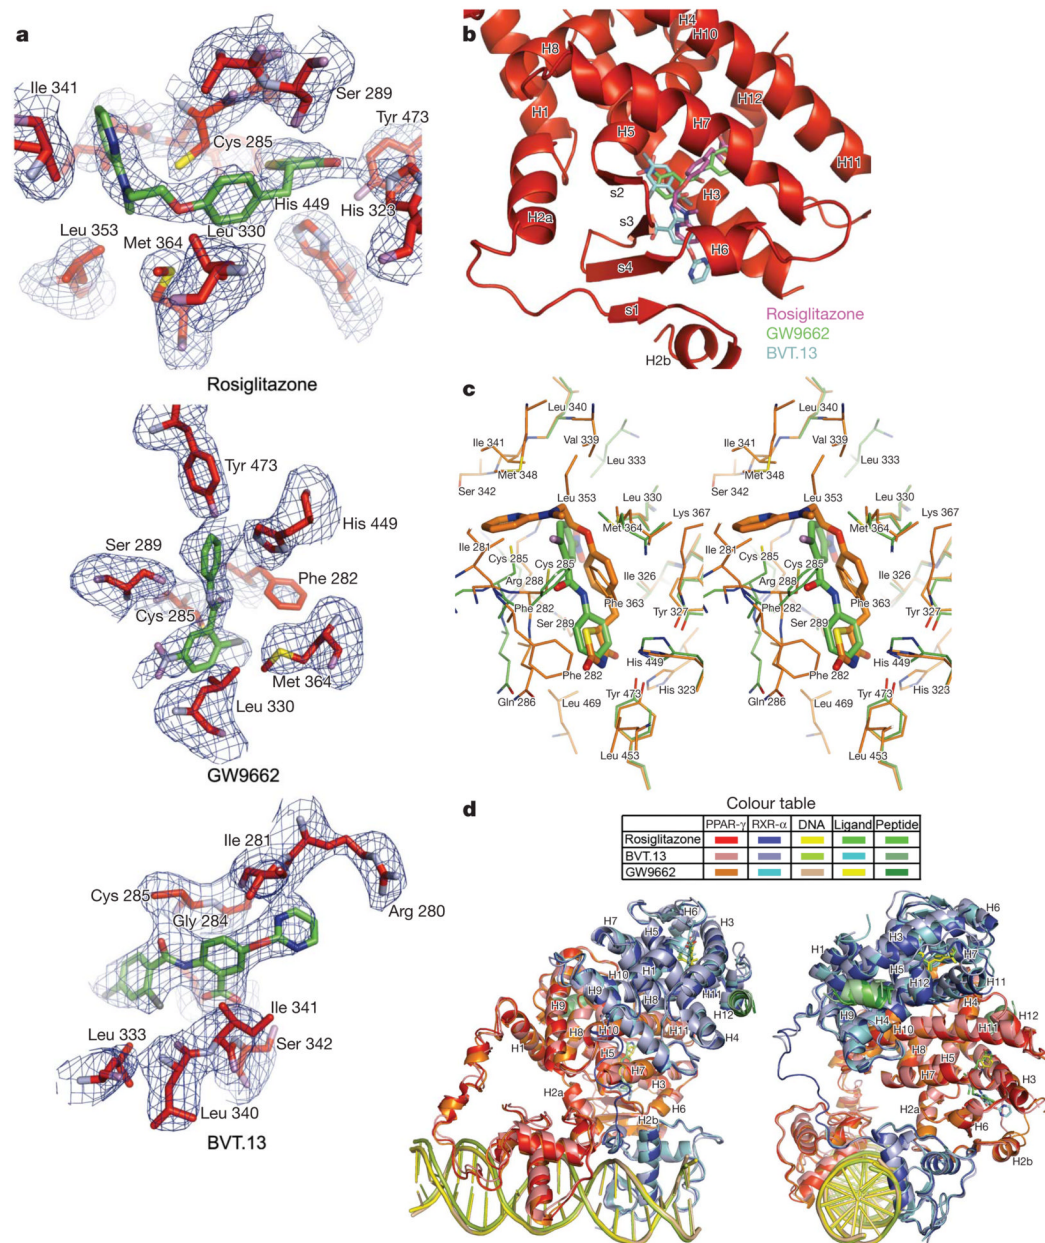 a
Ile 341
Ser 289
Tyr 473
Cys 285
His 449
His 323
Leu 330
Leu 353
Met 364
Rosiglitazone
Tyr 473
His 449
Ser 289
Phe 282
Cys 285
Met 364
Leu 330
GW9662
Ile 281
Cys 285
Gly 284
Arg 280
Ile 341
Leu 333
Ser 342
Leu 340
BVT.13
b
H4
H10
H8
H12
H1
H7
H5
H11
s2
H3
H2a
s3
H6
s4
s1
Rosiglitazone
GW9662
BVT.13
H2b
c
Leu 340
Ile 341
Val 339
Leu 333
Met 348
Ser 342
Leu 353
Leu 330
Met 364
Lys 367
Ile 281
Cys 285
Cys 285
Arg 288
Ile 326
Phe 282
Phe 363
Tyr 327
Ser 289
His 449
Phe 282
His 323
Gln 286
Tyr 473
Leu 469
Leu 453
Leu 340
Ile 341
Val 339
Leu 333
Met 348
Ser 342
Leu 353
Leu 330
Met 364
Lys 367
Ile 281
Cys 285
Cys 285
Arg 288
Ile 326
Phe 282
Phe 363
Tyr 327
Ser 289
His 449
Phe 282
His 323
Gln 286
Tyr 473
Leu 469
Leu 453
d
Colour table
PPAR-γ RXR-α DNA Ligand Peptide
Rosiglitazone
BVT.13
GW9662
H6
H7
H3
H5
H10
H1
H9
H9
H8
H11
H12
H8
H10
H11
H4
H1
H5
H7
H3
H2a
H6
H2b
H6
H3
H1
H7
H5
H11
H12
H4
H9
H4
H12
H10
H11
H8
H5
H7
H3
H2a
H6
H2b